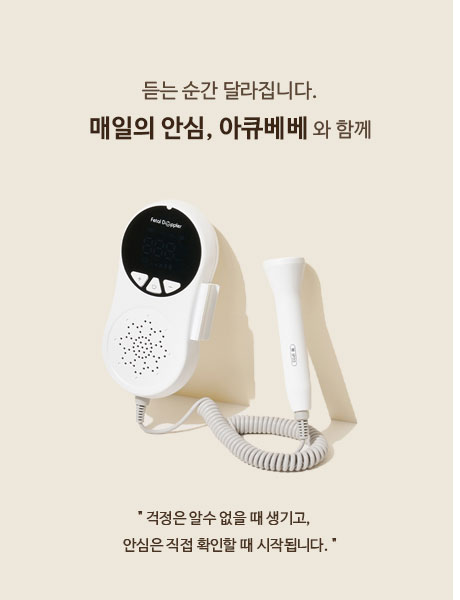 듣는 순간 달라집니다.
매일의 안심, 아큐베베 와 함께
Fetal Doppler
" 걱정은 알수 없을 때 생기고,
안심은 직접 확인할 때 시작됩니다. "